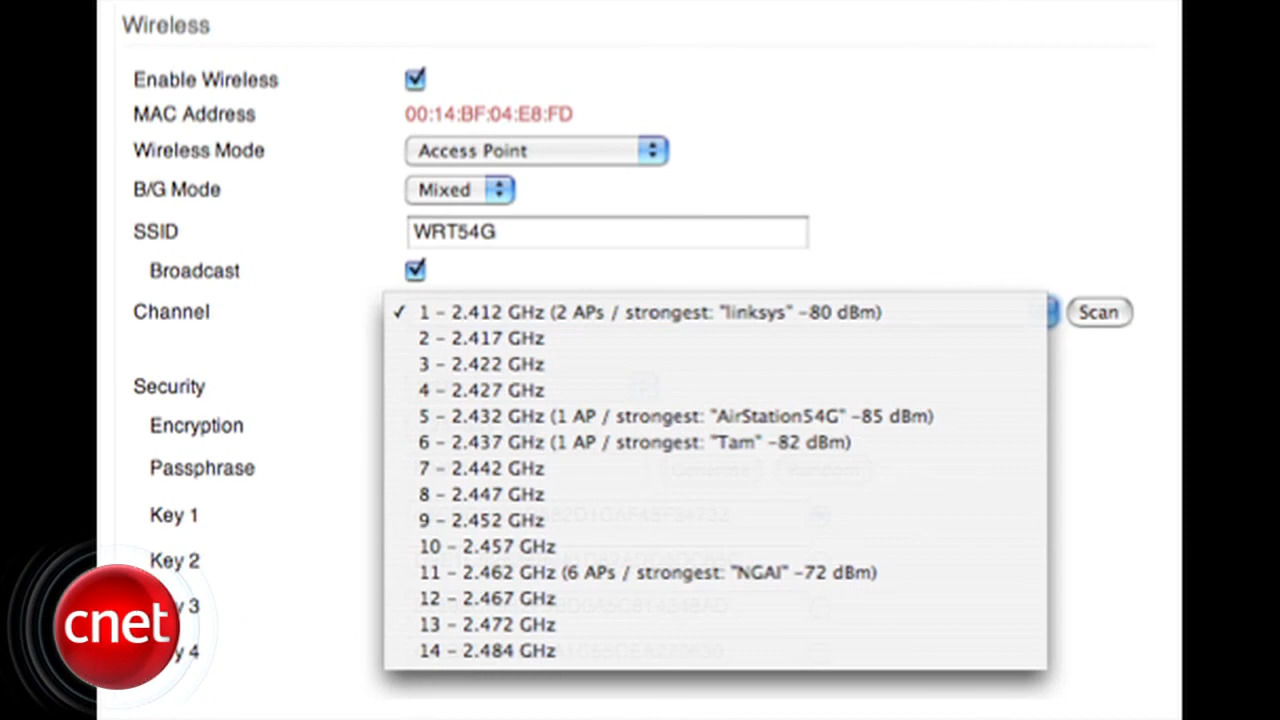 Wireless
Enable Wireless
MAC Address 00:14:BF:04:E8:FD
Wireless Mode Access Point
B/G Mode Mixed
SSID WRT54G
Broadcast
Channel ✓ 1 – 2.412 GHz (2 APs / strongest: "linksys" -80 dBm) Scan
2 – 2.417 GHz
3 – 2.422 GHz
Security
4 – 2.427 GHz
5 – 2.432 GHz (1 AP / strongest: "AirStation54G" -85 dBm)
Encryption
6 – 2.437 GHz (1 AP / strongest: "Tam" -82 dBm)
Passphrase 7 – 2.442 GHz
8 – 2.447 GHz
Key 1 9 – 2.452 GHz
10 – 2.457 GHz
Key 2
11 – 2.462 GHz (6 APs / strongest: "NGAI" -72 dBm)
12 – 2.467 GHz
y 3
13 – 2.472 GHz
cnet
y 4 14 – 2.484 GHz